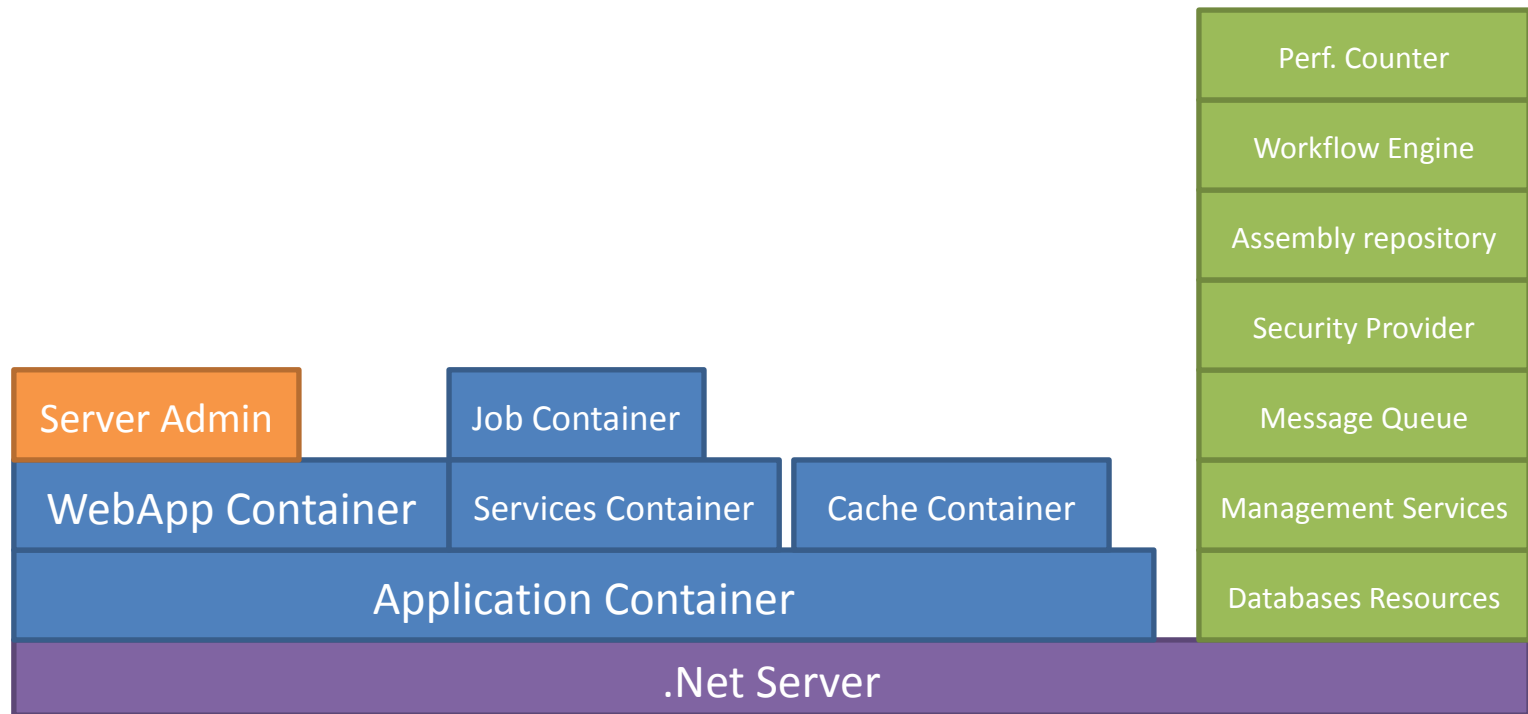 Perf. Counter
Workflow Engine
Assembly repository
Security Provider
Server Admin
Job Container
Message Queue
WebApp Container
Services Container
Cache Container
Management Services
Application Container
Databases Resources
.Net Server